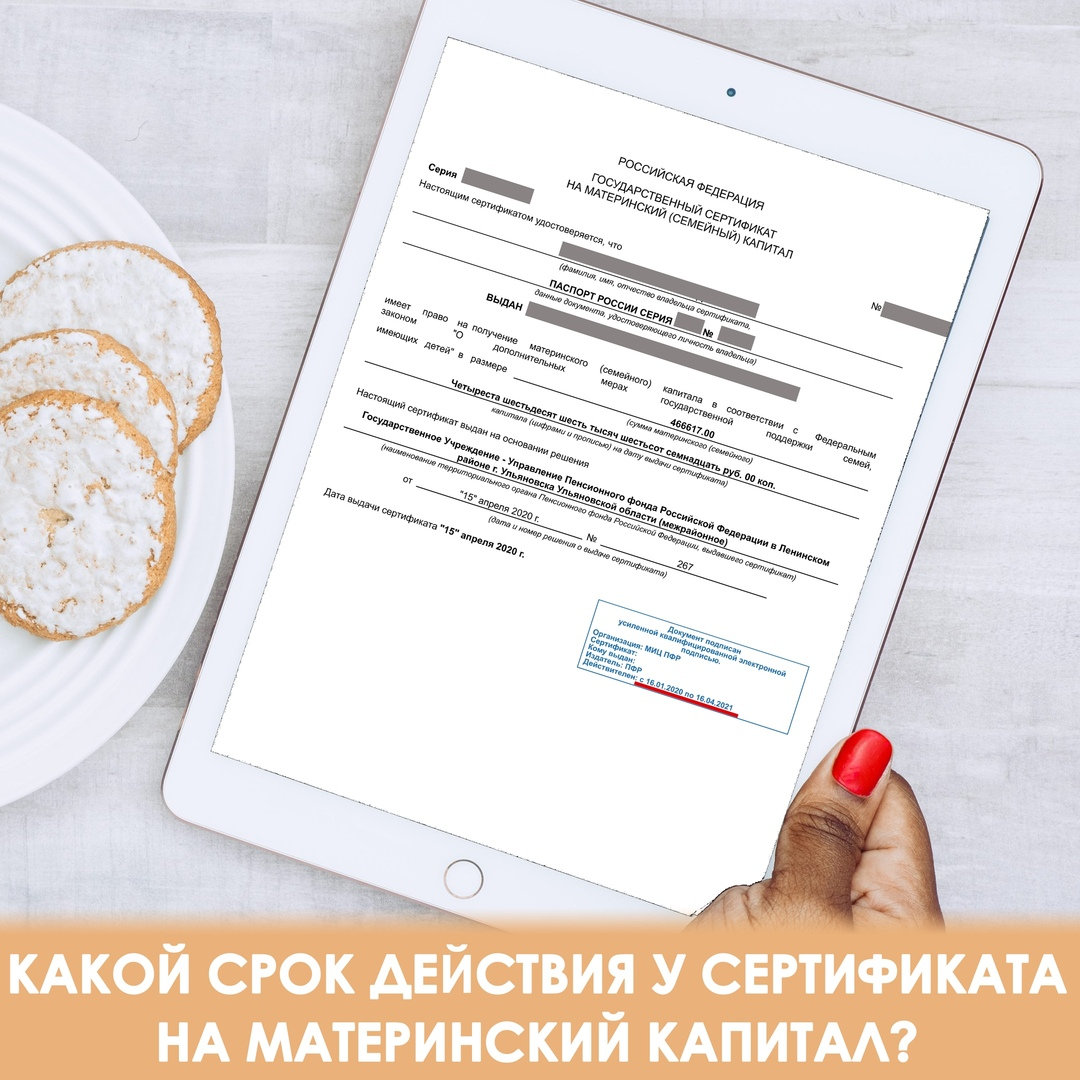 РОССИЙСКАЯ ФЕДЕРАЦИЯ
ГОСУДАРСТВЕННЫЙ СЕРТИФИКАТ
НА МАТЕРИНСКИЙ (СЕМЕЙНЫЙ) КАПИТАЛ
Серия
№
Настоящим сертификатом удостоверяется, что
(фамилия, имя, отчество владельца сертификата,
ПАСПОРТ РОССИИ СЕРИЯ №
данные документа, удостоверяющего личность владельца)
ВЫДАН
имеет право на получение материнского (семейного) капитала в соответствии с Федеральным
законом "О дополнительных мерах государственной поддержки семей,
имеющих детей" в размере
466617.00
(сумма материнского (семейного)
Четыреста шестьдесят шесть тысяч шестьсот семнадцать руб. 00 коп.
капитала (цифрами и прописью) на дату выдачи сертификата)
Настоящий сертификат выдан на основании решения
Государственное Учреждение - Управление Пенсионного фонда Российской Федерации в Ленинском
районе г. Ульяновска Ульяновской области (межрайонное)
(наименование территориального органа Пенсионного фонда Российской Федерации, выдавшего сертификат)
от "15" апреля 2020 г. № 267
(дата и номер решения о выдаче сертификата)
Дата выдачи сертификата "15" апреля 2020 г.
Документ подписан
усиленной квалифицированной электронной
подписью.
Организация: МИЦ ПФР
Сертификат:
Кому выдан:
Издатель: ПФР
Действителен: с 16.01.2020 по 16.04.2021
КАКОЙ СРОК ДЕЙСТВИЯ У СЕРТИФИКАТА
НА МАТЕРИНСКИЙ КАПИТАЛ?